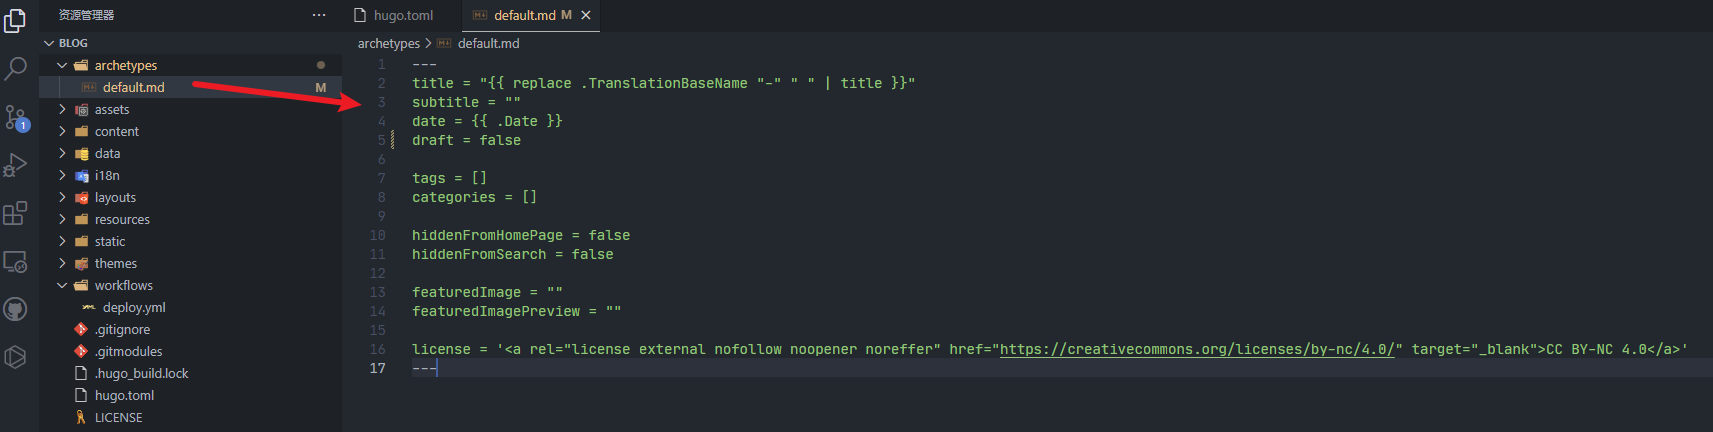 资源管理器
···
hugo.toml
default.md M
BLOG
archetypes > default.md
archetypes
default.md M
assets
content
data
i18n
layouts
resources
static
themes
workflows
deploy.yml
.gitignore
.gitmodules
.hugo_build.lock
hugo.toml
LICENSE
1
1 ---
2 title = "{{ replace .TranslationBaseName "-" " " | title }}"
3 subtitle = ""
4 date = {{ .Date }}
5 draft = false
6
7 tags = []
8 categories = []
9
10 hiddenFromHomePage = false
11 hiddenFromSearch = false
12
13 featuredImage = ""
14 featuredImagePreview = ""
15
16 license = '<a rel="license external nofollow noopener noreffer" href="https://creativecommons.org/licenses/by-nc/4.0/" target="_blank">CC BY-NC 4.0</a>'
17 ---